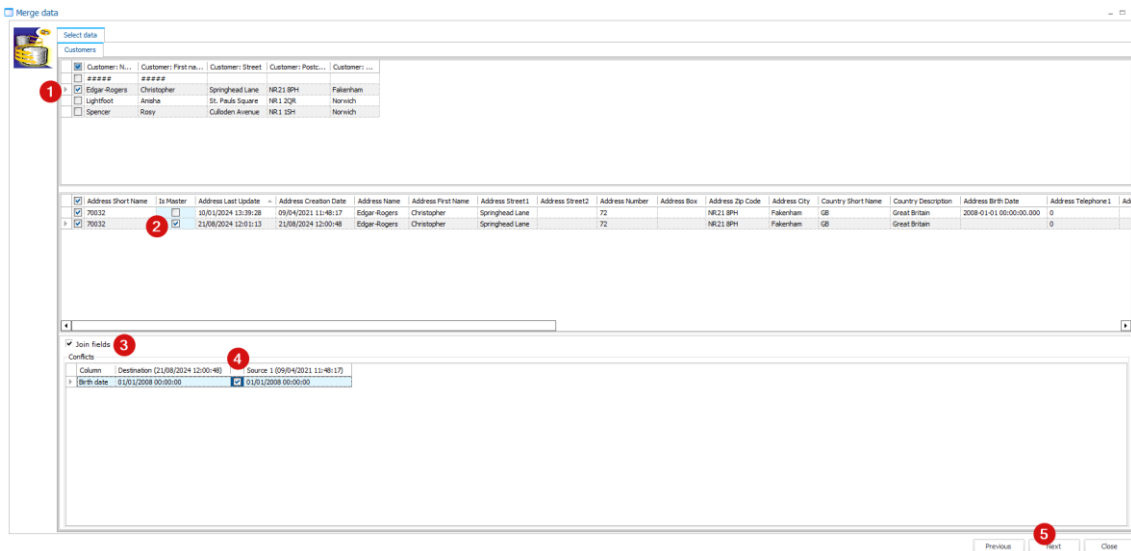 Merge data
Select data
Customers
Customer: N... Customer: First na... Customer: Street Customer: Postc... Customer: ...
##### #####
1 Edgar-Rogers Christopher Springhead Lane NR21 8PH Fakenham
Lightfoot Anisha St. Pauls Square NR1 2QR Norwich
Spencer Rosy Culloden Avenue NR1 1SH Norwich
Address Short Name Is Master Address Last Update Address Creation Date Address Name Address First Name Address Street1 Address Street2 Address Number Address Box Address Zip Code Address City Country Short Name Country Description Address Birth Date Address Telephone1 Ad
70032 10/01/2024 13:39:28 09/04/2021 11:48:17 Edgar-Rogers Christopher Springhead Lane 72 NR21 8PH Fakenham GB Great Britain 2008-01-01 00:00:00.000 0
70032 2 21/08/2024 12:01:13 21/08/2024 12:00:48 Edgar-Rogers Christopher Springhead Lane 72 NR21 8PH Fakenham GB Great Britain 0
Join fields 3
Conflicts 4
Column Destination (21/08/2024 12:00:48) Source 1 (09/04/2021 11:48:17)
Birth date 01/01/2008 00:00:00 01/01/2008 00:00:00
5
Previous Next Close